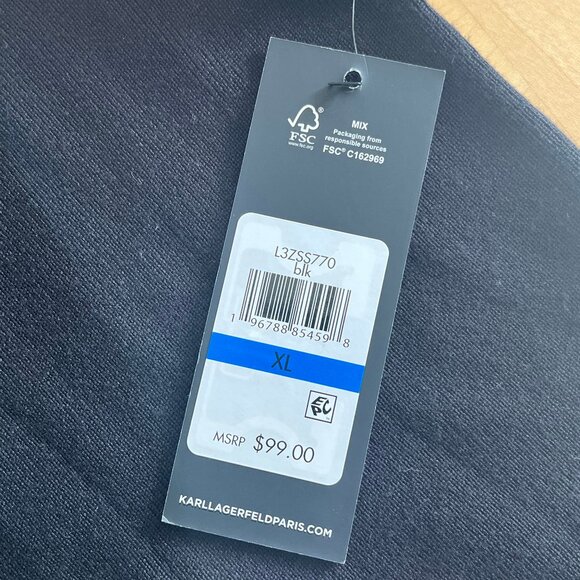 FSC®
www.fsc.org
MIX
Packaging from
responsible sources
FSC® C162969
L3ZSS770
blk
1 96788 85459 8
XL
EPC
MSRP $99.00
KARLLAGERFELDPARIS.COM